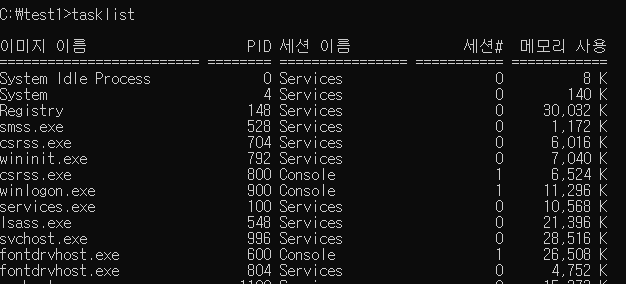 C:₩test1>tasklist
이미지 이름                    PID 세션 이름              세션#  메모리 사용
========================= ======== ================ =========== ============
System Idle Process              0 Services                   0          8 K
System                           4 Services                   0        140 K
Registry                       148 Services                   0     30,032 K
smss.exe                       528 Services                   0      1,172 K
csrss.exe                      704 Services                   0      6,016 K
wininit.exe                    792 Services                   0      7,040 K
csrss.exe                      800 Console                    1      6,524 K
winlogon.exe                   900 Console                    1     11,296 K
services.exe                   100 Services                   0     10,568 K
lsass.exe                      548 Services                   0     21,396 K
svchost.exe                    996 Services                   0     28,516 K
fontdrvhost.exe                600 Console                    1     26,508 K
fontdrvhost.exe                804 Services                   0      4,752 K